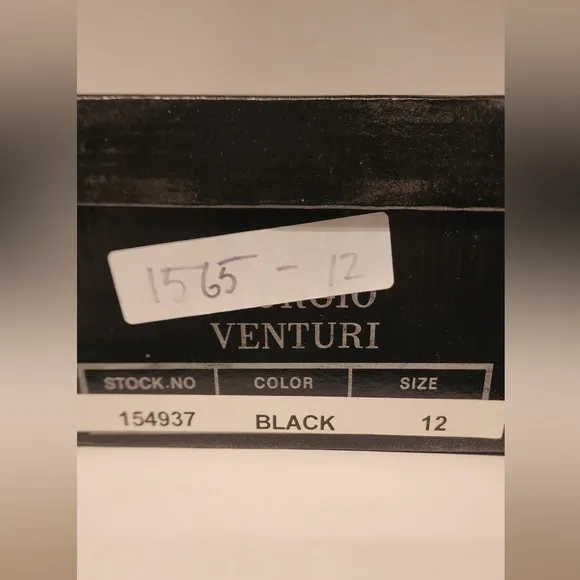 1565 - 12
VENTURI
STOCK.NO COLOR SIZE
154937 BLACK 12